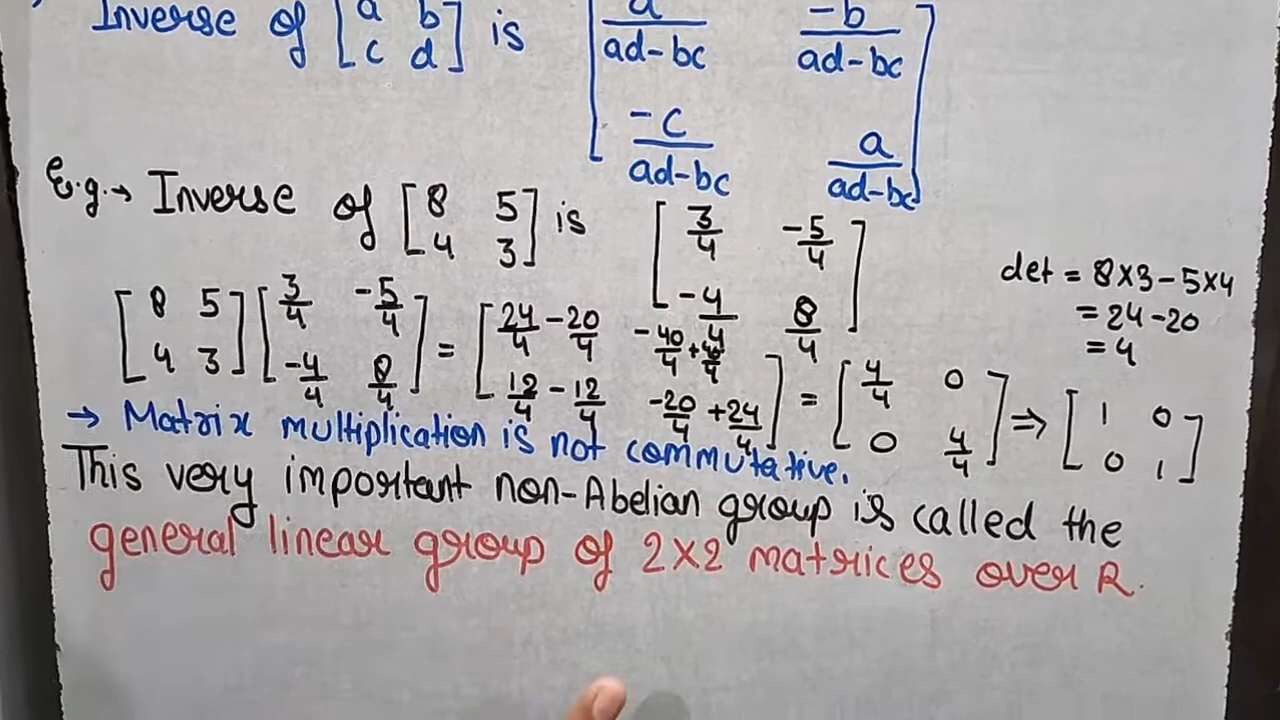 Inverse of [a b is [a/ad-bc -b/ad-bc
c d] -c/ad-bc a/ad-bc]
E.g.→ Inverse of [8 5 is [3/4 -5/4
4 3] -4/4 8/4]
det = 8×3-5×4
= 24-20
= 4
[8 5 [3/4 -5/4 = [24/4 - 20/4 -40/4 + 40/4 = [4/4 0 ⇒ [1 0
4 3] -4/4 8/4] 12/4 - 12/4 -20/4 + 24/4] 0 4/4] 0 1]
→ Matrix multiplication is not commutative.
This very important non-Abelian group is called the
general linear group of 2×2 matrices over R.